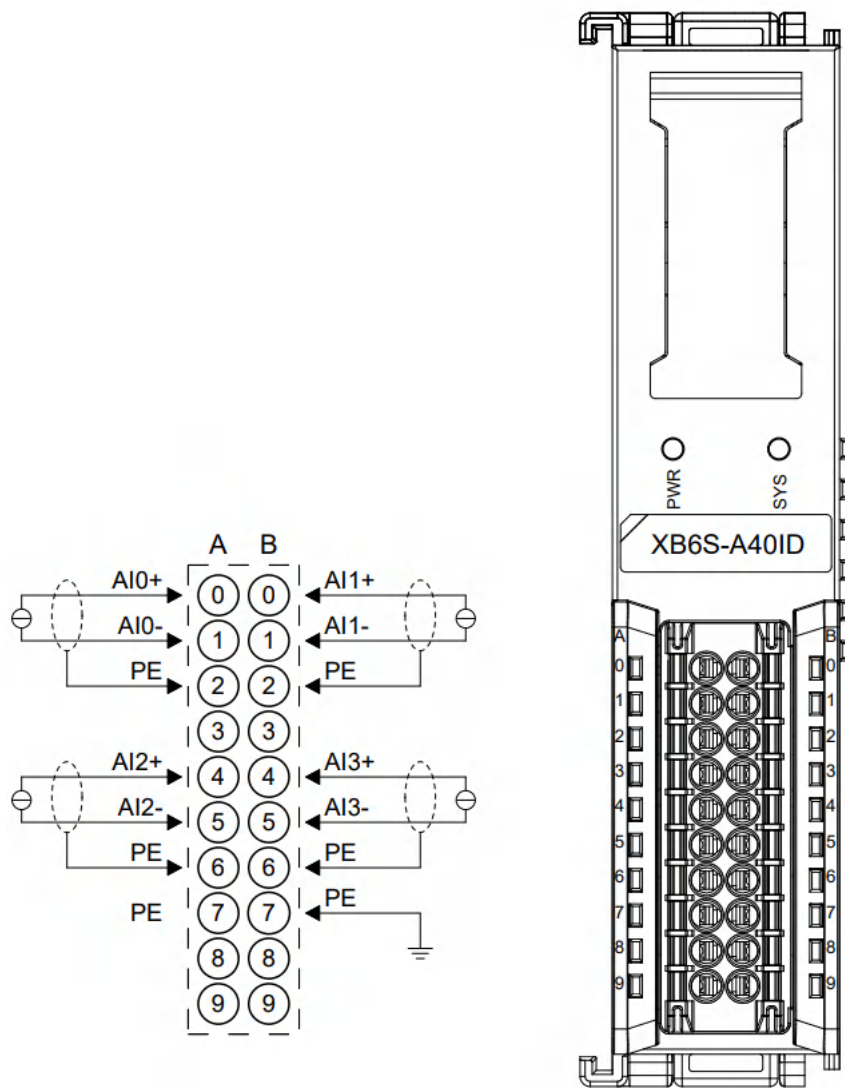 PWR SYS
XB6S-A40ID
A B
AI0+ 0 0 AI1+
AI0- 1 1 AI1-
PE 2 2 PE
3 3
AI2+ 4 4 AI3+
AI2- 5 5 AI3-
PE 6 6 PE
PE 7 7 PE
8 8
9 9
A B
0 0
1 1
2 2
3 3
4 4
5 5
6 6
7 7
8 8
9 9